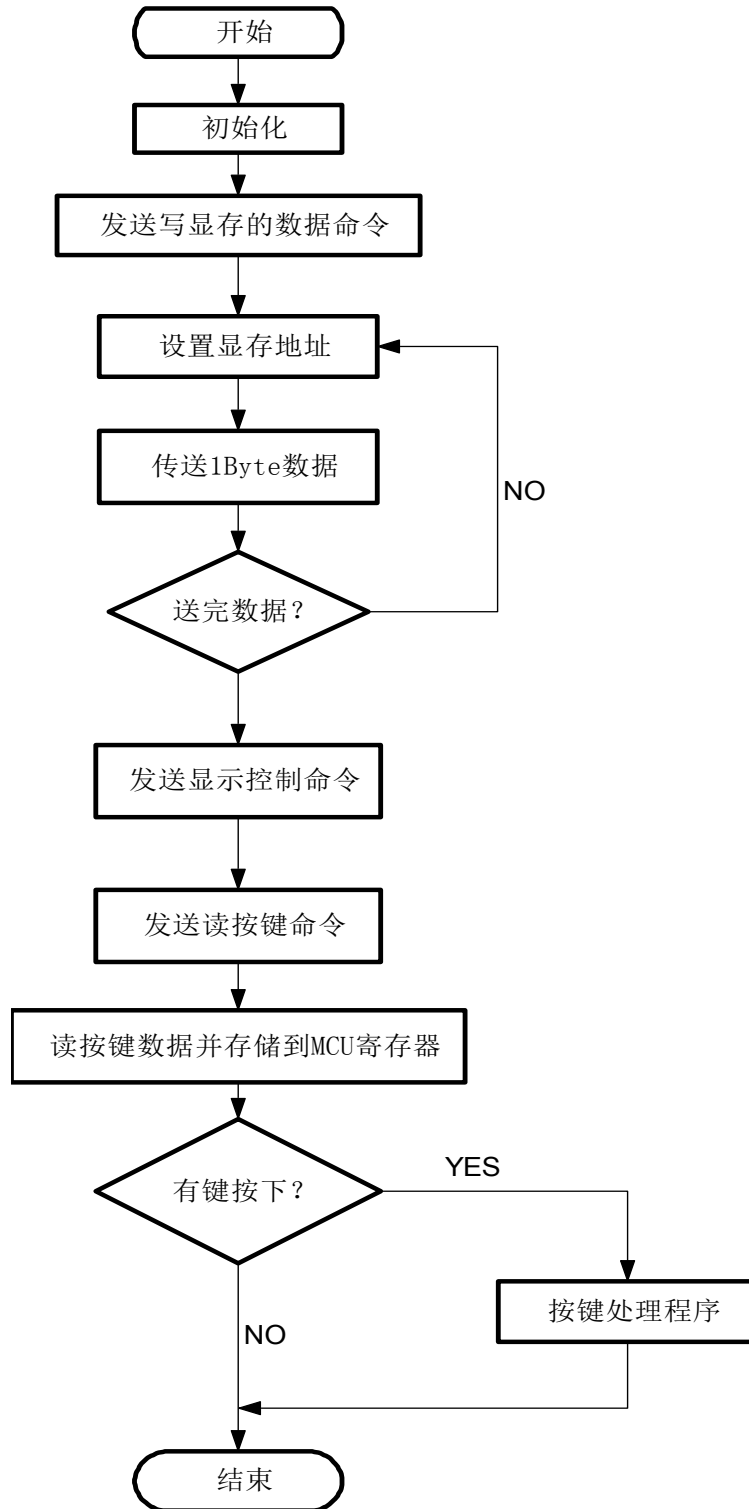 开始
初始化
发送写显存的数据命令
设置显存地址
传送1Byte数据
NO
送完数据？
发送显示控制命令
发送读按键命令
读按键数据并存储到MCU寄存器
有键按下？
YES
按键处理程序
NO
结束